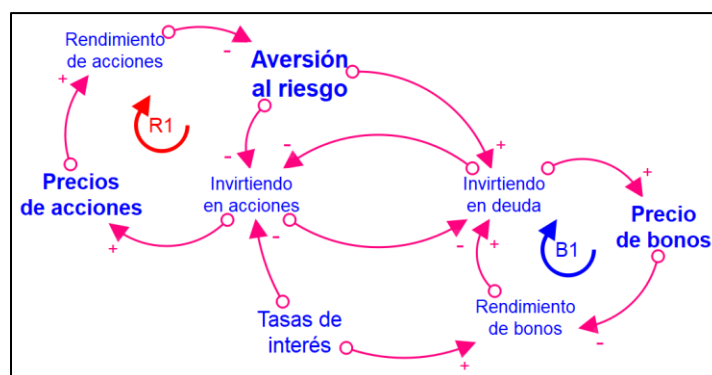 Rendimiento
de acciones
-
Aversión
al riesgo
+
R1
-
-
+
+
Precios
de acciones
Invirtiendo
en acciones
Invirtiendo
en deuda
Precio
de bonos
+
-
-
+
B1
Tasas de
interés
Rendimiento
de bonos
-
+